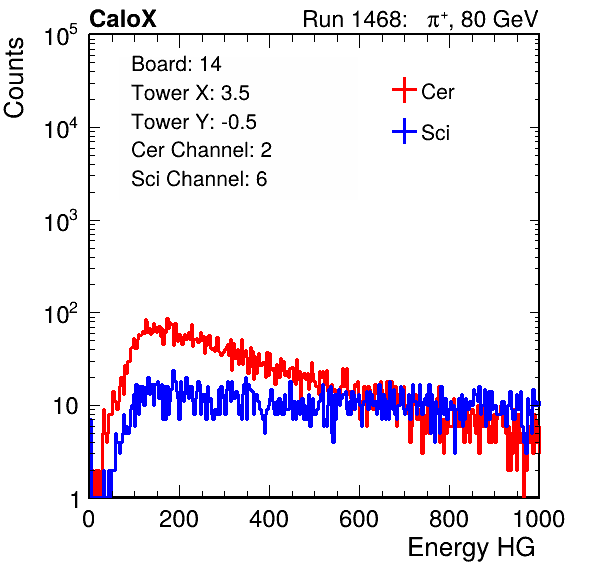 CaloX Run 1468: π⁺, 80 GeV
Counts
10⁵
10⁴
10³
10²
10
1
Board: 14
Tower X: 3.5
Tower Y: -0.5
Cer Channel: 2
Sci Channel: 6
Cer
Sci
0 200 400 600 800 1000
Energy HG